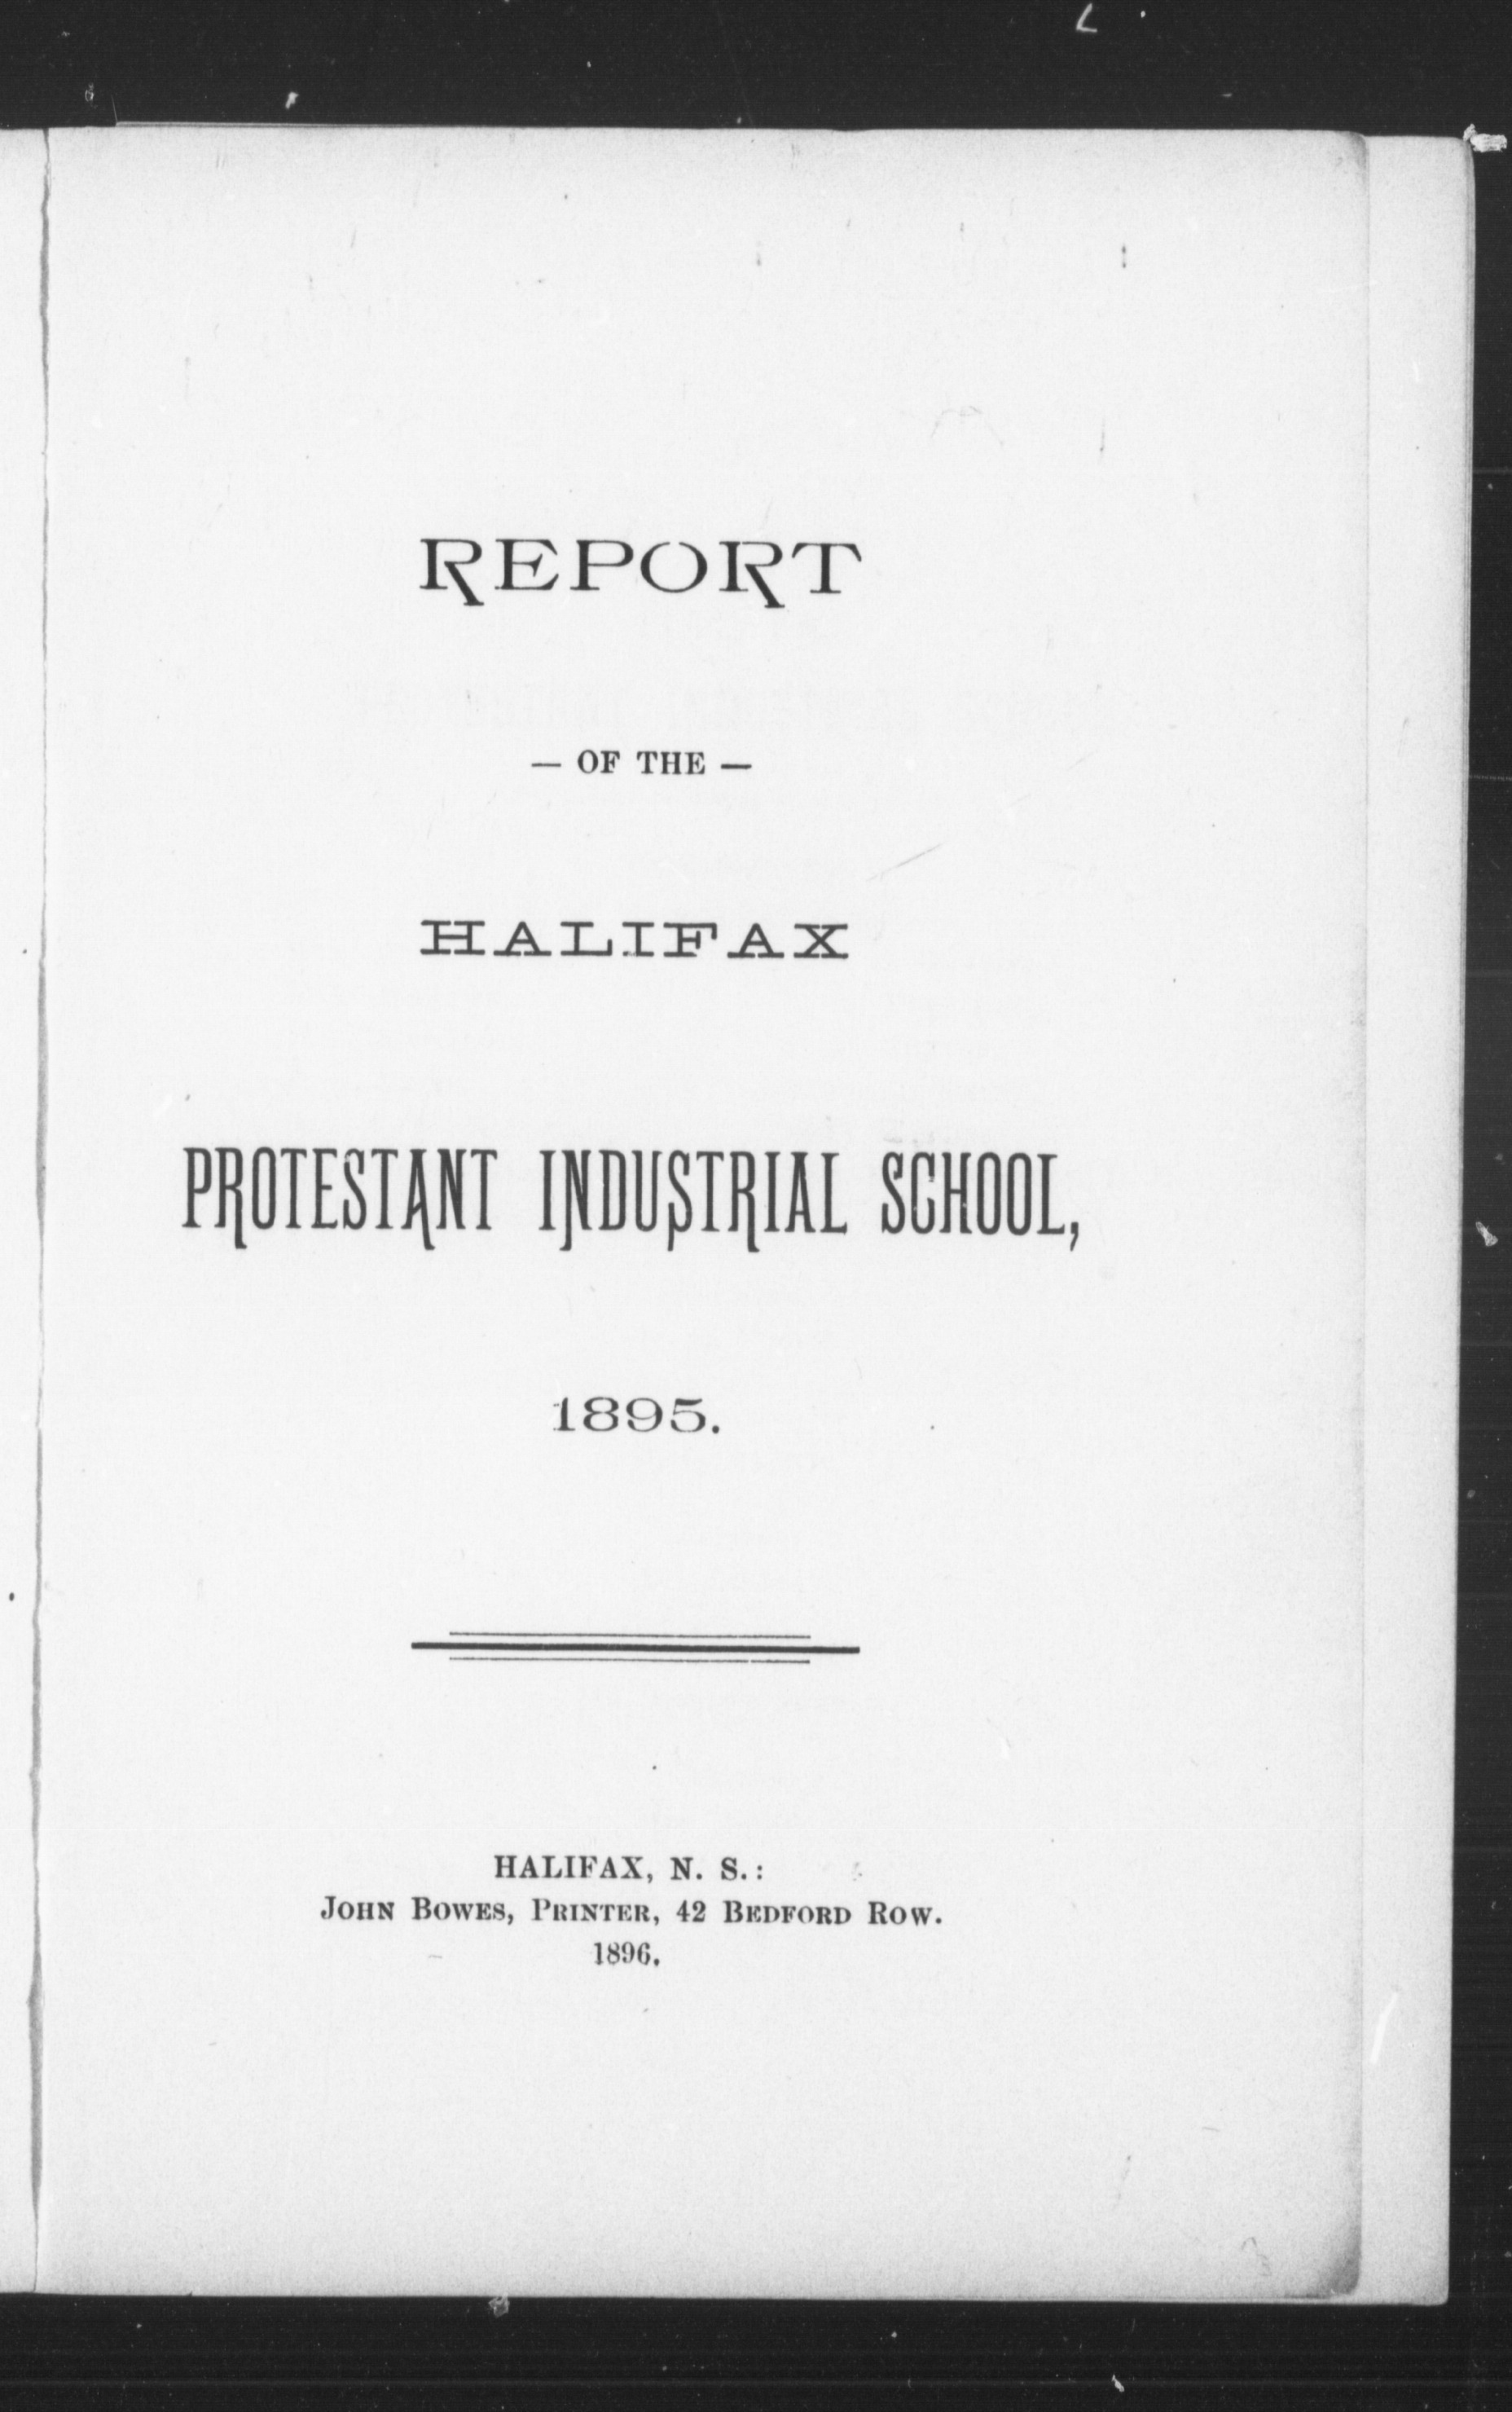 REPORT
— OF THE —
HALIFAX
PROTESTANT INDUSTRIAL SCHOOL,
1895.
HALIFAX, N. S.:
JOHN BOWES, PRINTER, 42 BEDFORD ROW.
1896.